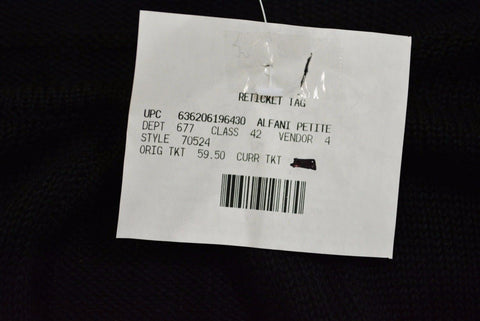 RETICKET TAG
UPC 636206196430 ALFANI PETITE
DEPT 677 CLASS 42 VENDOR 4
STYLE 70524
ORIG TKT 59.50 CURR TKT